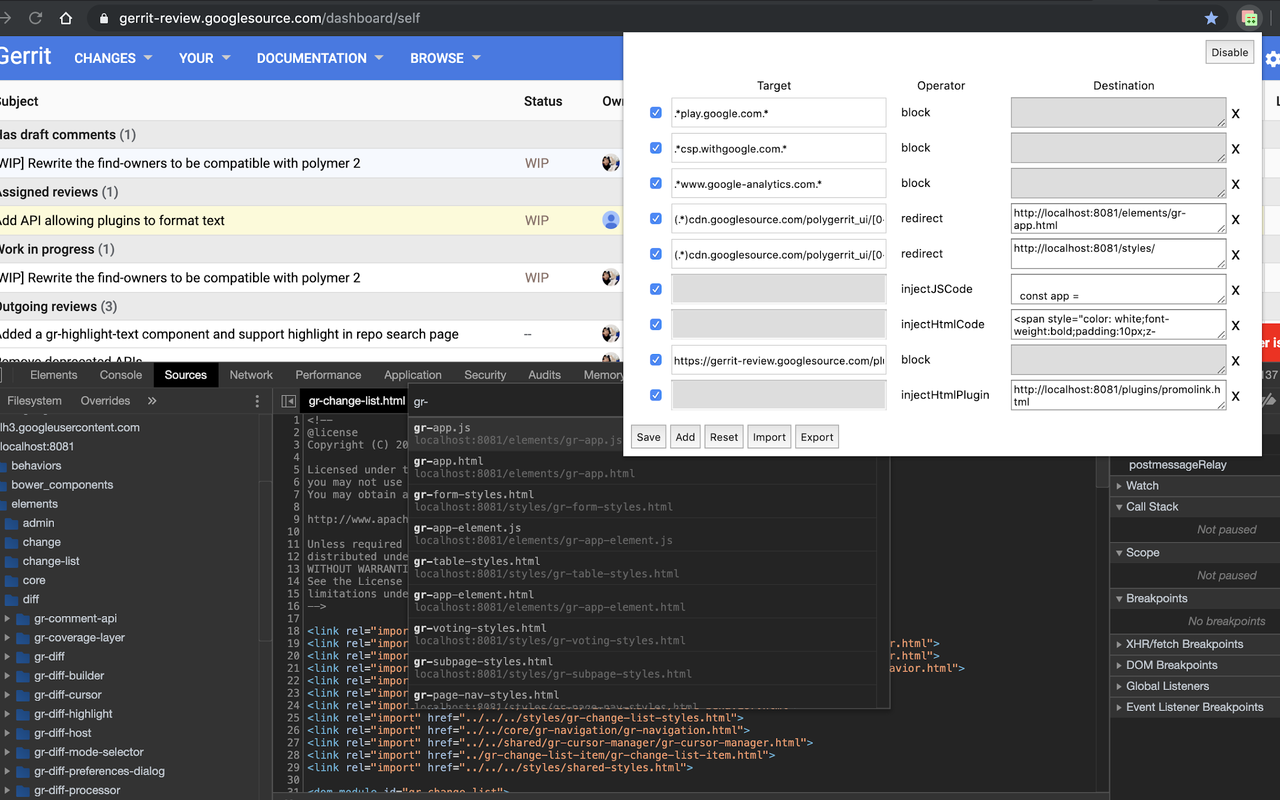 gerrit-review.googlesource.com/dashboard/self
Gerrit
CHANGES
YOUR
DOCUMENTATION
BROWSE
Subject
Status
Has draft comments (1)
[WIP] Rewrite the find-owners to be compatible with polymer 2
WIP
Assigned reviews (1)
Add API allowing plugins to format text
WIP
Work in progress (1)
[WIP] Rewrite the find-owners to be compatible with polymer 2
WIP
Outgoing reviews (3)
Added a gr-highlight-text component and support highlight in repo search page
--
Remove deprecated APIs
Disable
Target
Operator
Destination
.*play.google.com.*
block
X
.*csp.withgoogle.com.*
block
X
.*www.google-analytics.com.*
block
X
(.*)cdn.googlesource.com/polygerrit_ui/[0-
redirect
http://localhost:8081/elements/gr-
app.html
X
(.*)cdn.googlesource.com/polygerrit_ui/[0-
redirect
http://localhost:8081/styles/
X
injectJSCode
const app =
X
injectHtmlCode
<span style="color: white;font-
weight:bold;padding:10px;z-
X
https://gerrit-review.googlesource.com/plu
block
X
injectHtmlPlugin
http://localhost:8081/plugins/promolink.h
tml
X
Save
Add
Reset
Import
Export
er is
137
Elements
Console
Sources
Network
Performance
Application
Security
Audits
Memory
Filesystem
Overrides
»
lh3.googleusercontent.com
localhost:8081
behaviors
bower_components
elements
admin
change
change-list
core
diff
gr-comment-api
gr-coverage-layer
gr-diff
gr-diff-builder
gr-diff-cursor
gr-diff-highlight
gr-diff-host
gr-diff-mode-selector
gr-diff-preferences-dialog
gr-diff-processor
gr-change-list.html
1 <!--
2 @license
3 Copyright (C) 20
4
5 Licensed under t
6 you may not use
7 You may obtain a
8
9 http://www.apach
10
11 Unless required
12 distributed unde
13 WITHOUT WARRANTI
14 See the License
15 limitations unde
16 -->
17
18 <link rel="impor
19 <link rel="impor r.html">
20 <link rel="impor r.html">
21 <link rel="impor avior.html">
22 <link rel="impor
23 <link rel="impor
24 <link rel="impor
25 <link rel="import" href="../../../styles/gr-change-list-styles.html">
26 <link rel="import" href="../../core/gr-navigation/gr-navigation.html">
27 <link rel="import" href="../../shared/gr-cursor-manager/gr-cursor-manager.html">
28 <link rel="import" href="../gr-change-list-item/gr-change-list-item.html">
29 <link rel="import" href="../../../styles/shared-styles.html">
30
31 <dom-module id="gr-change-list">
gr-
gr-app.js
localhost:8081/elements/gr-app.js
gr-app.html
localhost:8081/elements/gr-app.html
gr-form-styles.html
localhost:8081/styles/gr-form-styles.html
gr-app-element.js
localhost:8081/elements/gr-app-element.js
gr-table-styles.html
localhost:8081/styles/gr-table-styles.html
gr-app-element.html
localhost:8081/elements/gr-app-element.html
gr-voting-styles.html
localhost:8081/styles/gr-voting-styles.html
gr-subpage-styles.html
localhost:8081/styles/gr-subpage-styles.html
gr-page-nav-styles.html
localhost:8081/styles/gr-page-nav-styles.html
postmessageRelay
Watch
Call Stack
Not paused
Scope
Not paused
Breakpoints
No breakpoints
XHR/fetch Breakpoints
DOM Breakpoints
Global Listeners
Event Listener Breakpoints